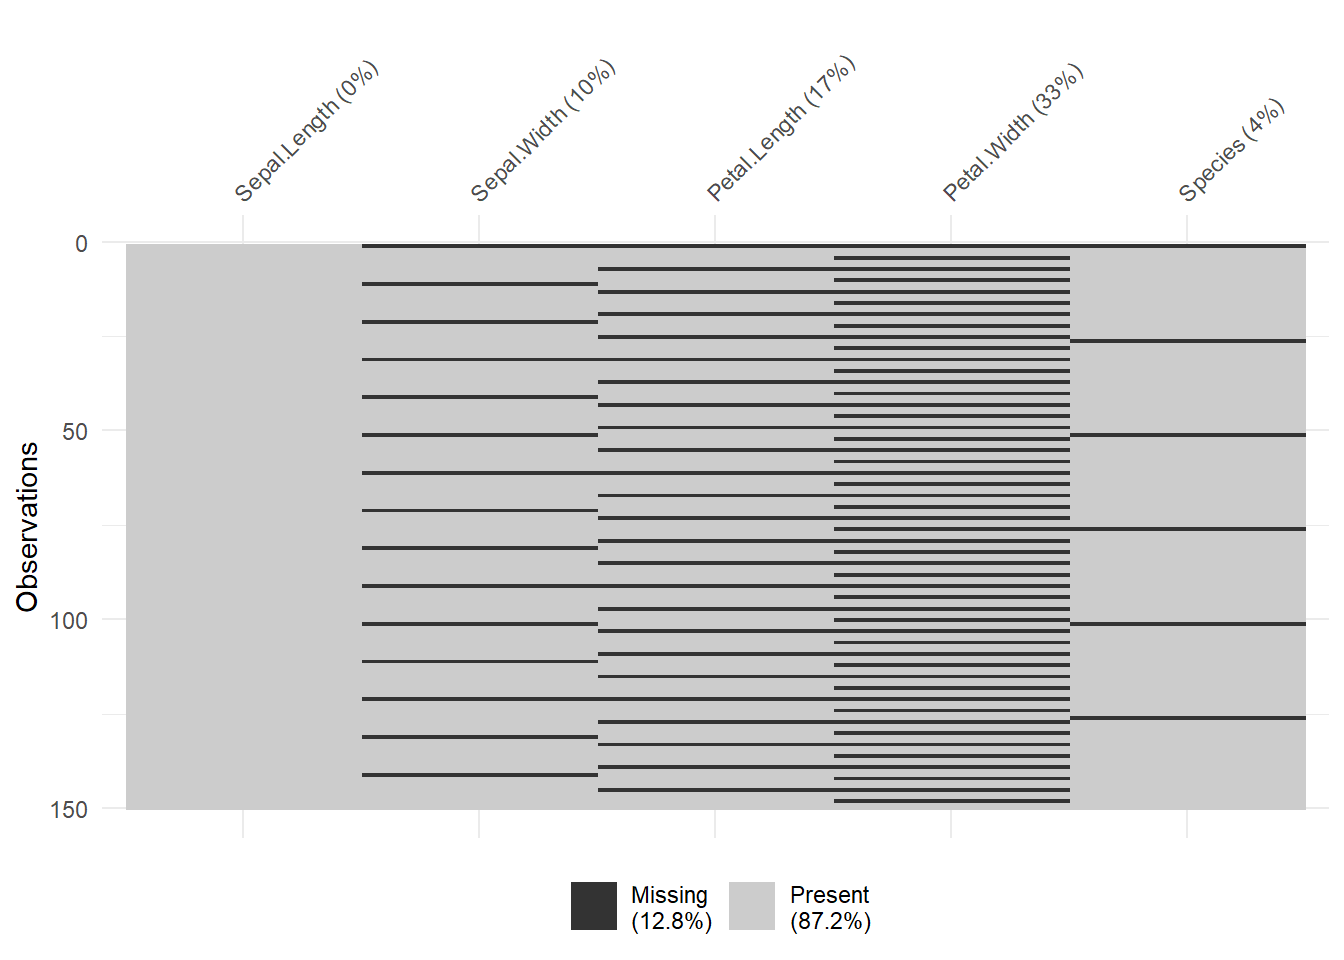 Sepal.Length (0%)
Sepal.Width (10%)
Petal.Length (17%)
Petal.Width (33%)
Species (4%)
0
50
100
150
Observations
Missing
(12.8%)
Present
(87.2%)